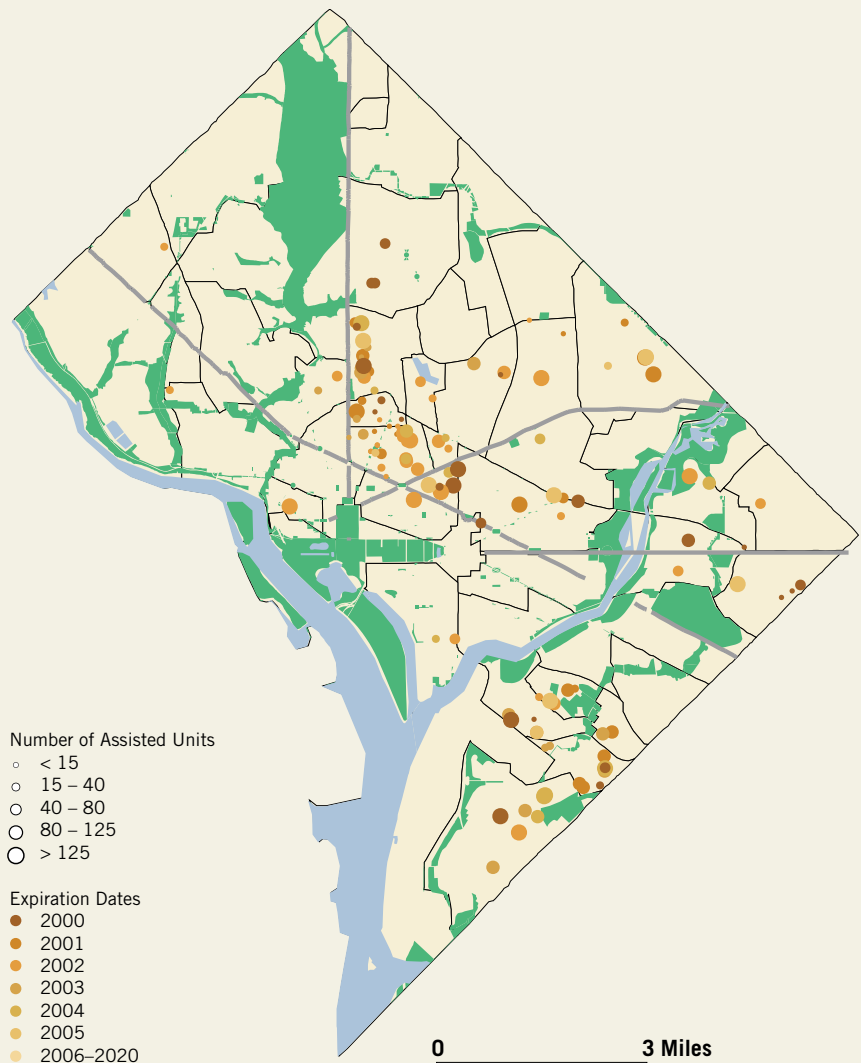 Number of Assisted Units
< 15
15 – 40
40 – 80
80 – 125
> 125
Expiration Dates
2000
2001
2002
2003
2004
2005
2006–2020
0 3 Miles